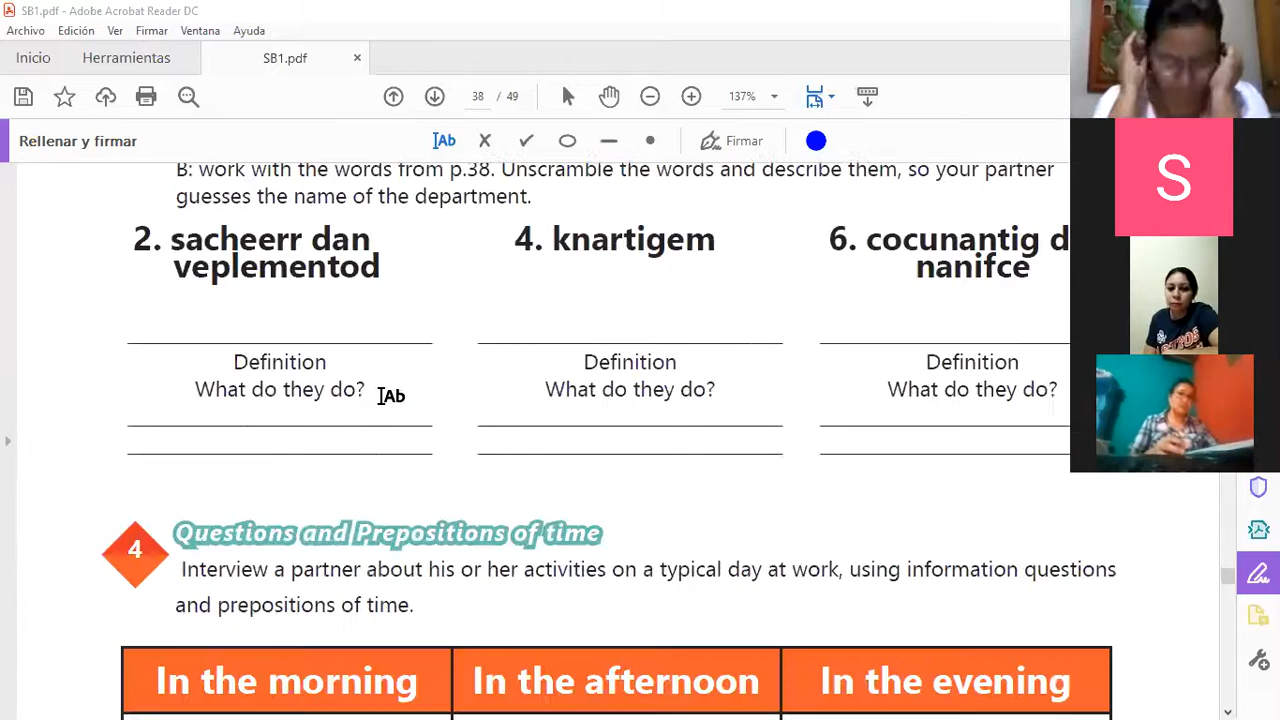 SB1.pdf - Adobe Acrobat Reader DC
Archivo Edición Ver Firmar Ventana Ayuda
Inicio Herramientas SB1.pdf ×
38 / 49 137%
Rellenar y firmar Ab Firmar
B: work with the words from p.38. Unscramble the words and describe them, so your partner
guesses the name of the department.
2. sacheerr dan 4. knartigem 6. cocunantig d
veplementod nanifce
Definition Definition Definition
What do they do? What do they do? What do they do?
Ab
4 Questions and Prepositions of time
Interview a partner about his or her activities on a typical day at work, using information questions
and prepositions of time.
In the morning In the afternoon In the evening
S